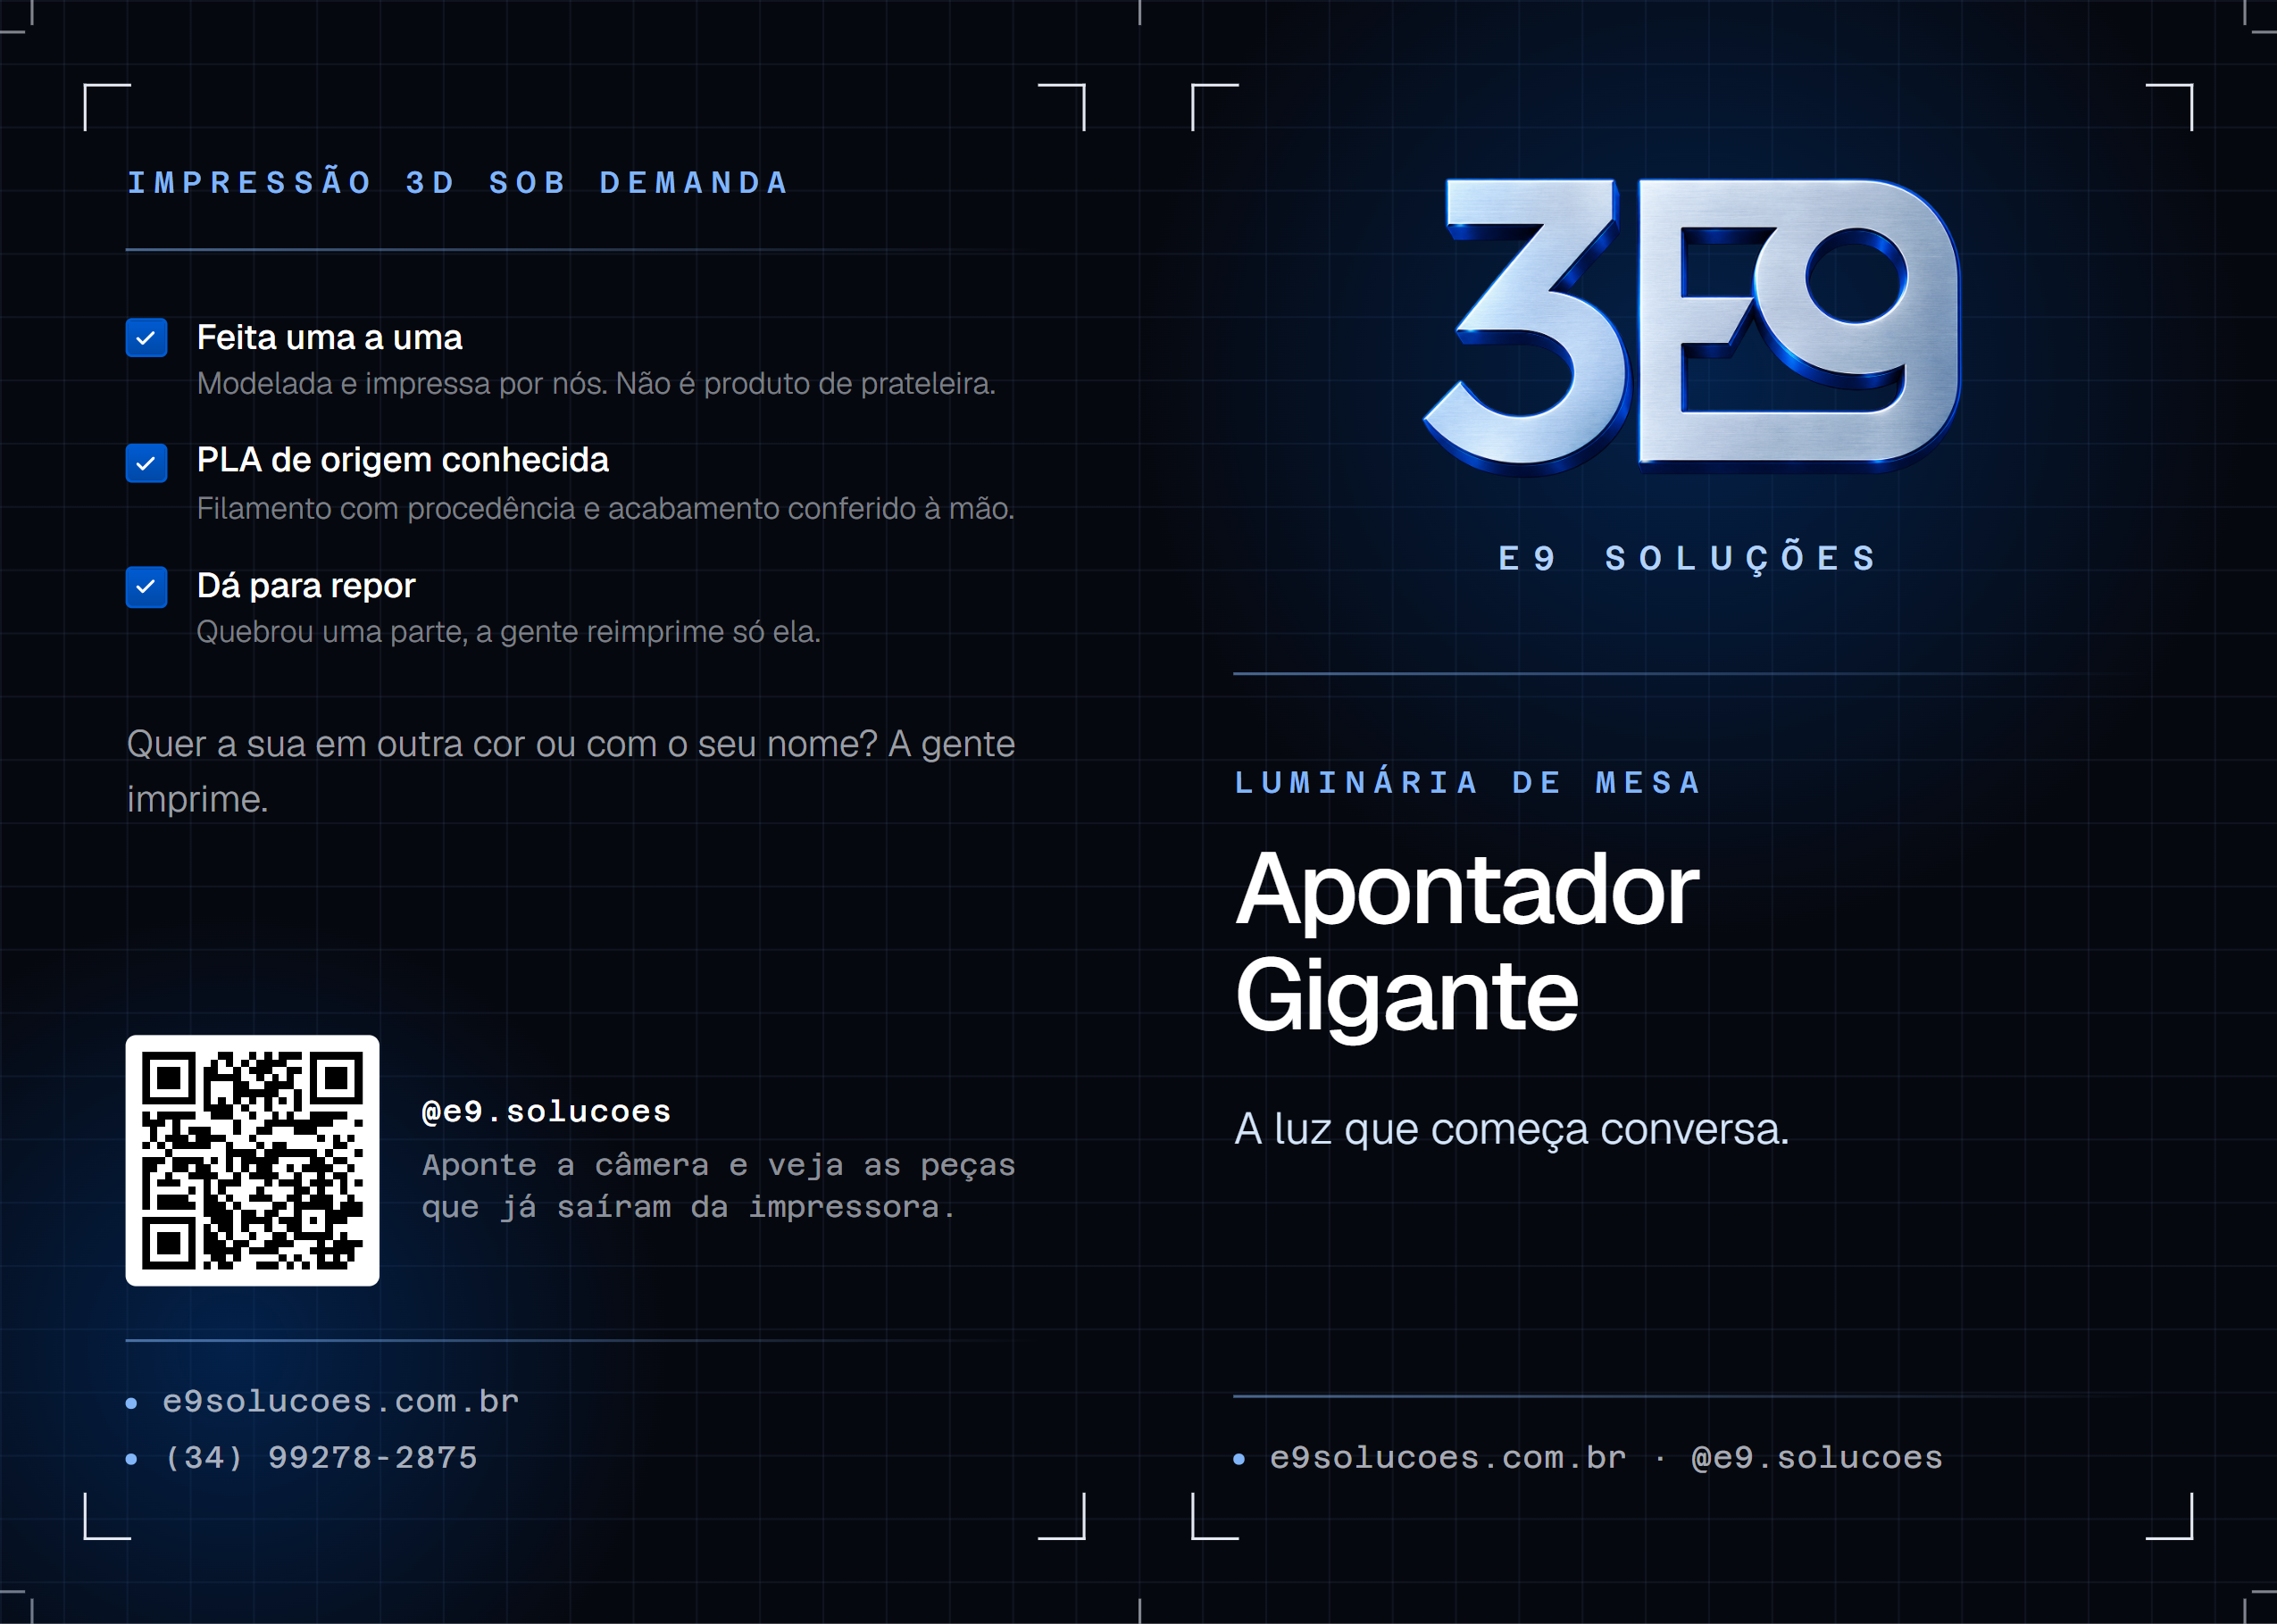 IMPRESSÃO 3D SOB DEMANDA
Feita uma a uma
Modelada e impressa por nós. Não é produto de prateleira.
PLA de origem conhecida
Filamento com procedência e acabamento conferido à mão.
Dá para repor
Quebrou uma parte, a gente reimprime só ela.
Quer a sua em outra cor ou com o seu nome? A gente
imprime.
@e9.solucoes
Aponte a câmera e veja as peças
que já saíram da impressora.
e9solucoes.com.br
(34) 99278-2875
3E9
E9 SOLUÇÕES
LUMINÁRIA DE MESA
Apontador
Gigante
A luz que começa conversa.
e9solucoes.com.br · @e9.solucoes